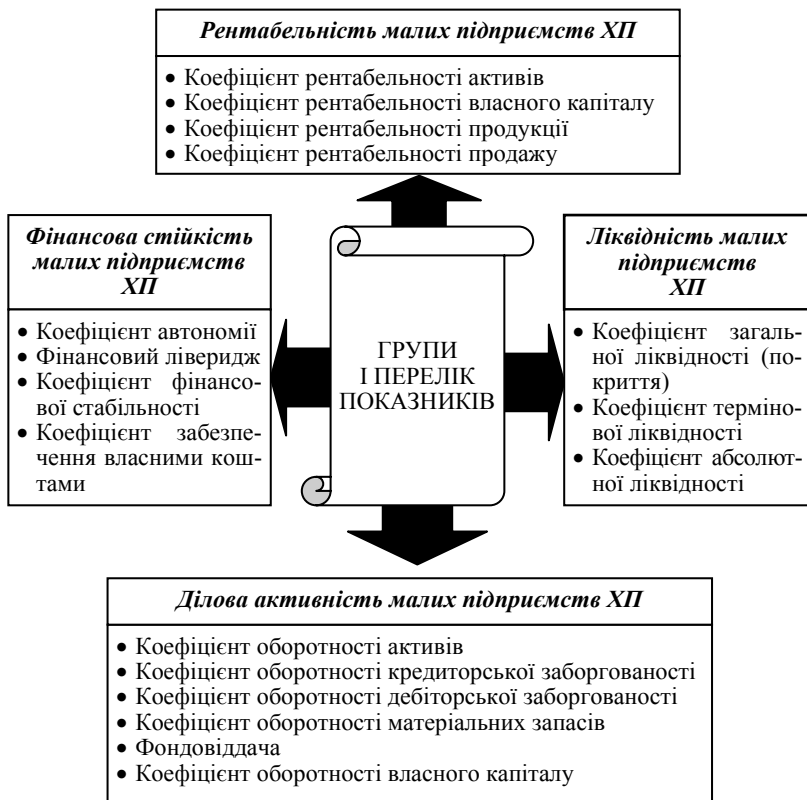 Рентабельність малих підприємств ХП
• Коефіцієнт рентабельності активів
• Коефіцієнт рентабельності власного капіталу
• Коефіцієнт рентабельності продукції
• Коефіцієнт рентабельності продажу
Фінансова стійкість
малих підприємств
ХП
• Коефіцієнт автономії
• Фінансовий ліверидж
• Коефіцієнт фінансо-
вої стабільності
• Коефіцієнт забезпе-
чення власними кош-
тами
ГРУПИ
І ПЕРЕЛІК
ПОКАЗНИКІВ
Ліквідність малих
підприємств
ХП
• Коефіцієнт загаль-
ної ліквідності (по-
криття)
• Коефіцієнт терміно-
вої ліквідності
• Коефіцієнт абсолют-
ної ліквідності
Ділова активність малих підприємств ХП
• Коефіцієнт оборотності активів
• Коефіцієнт оборотності кредиторської заборгованості
• Коефіцієнт оборотності дебіторської заборгованості
• Коефіцієнт оборотності матеріальних запасів
• Фондовіддача
• Коефіцієнт оборотності власного капіталу